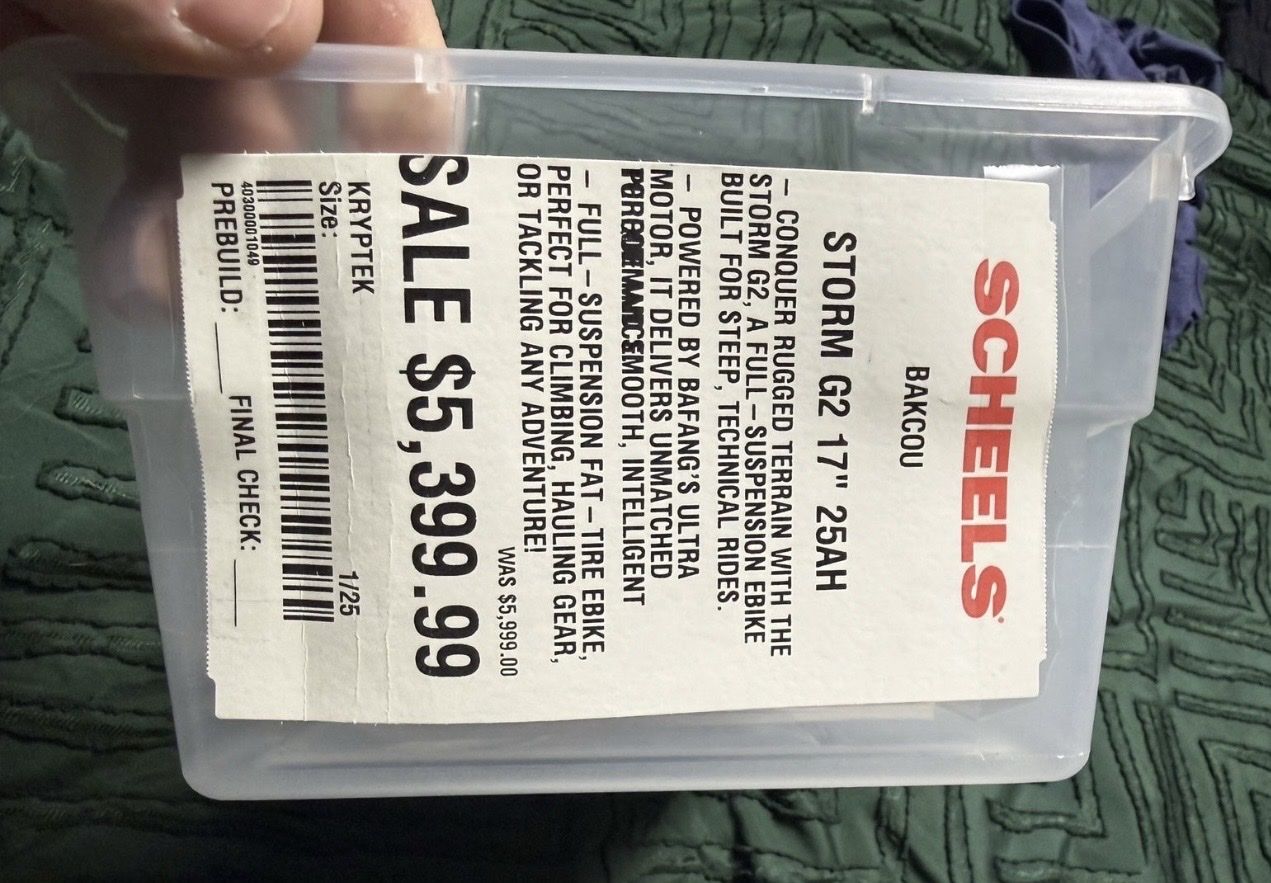 SCHEELS
BAKCOU
STORM G2 17" 25AH
– CONQUER RUGGED TERRAIN WITH THE
STORM G2, A FULL–SUSPENSION EBIKE
BUILT FOR STEEP, TECHNICAL RIDES.
– POWERED BY BAFANG'S ULTRA
MOTOR, IT DELIVERS UNMATCHED
SMOOTH, INTELLIGENT
– FULL–SUSPENSION FAT–TIRE EBIKE,
PERFECT FOR CLIMBING, HAULING GEAR,
OR TACKLING ANY ADVENTURE!
WAS $5,999.00
SALE $5,399.99
KRYPTEK
Size: 1/25
40300001049
PREBUILD: ____ FINAL CHECK: ____